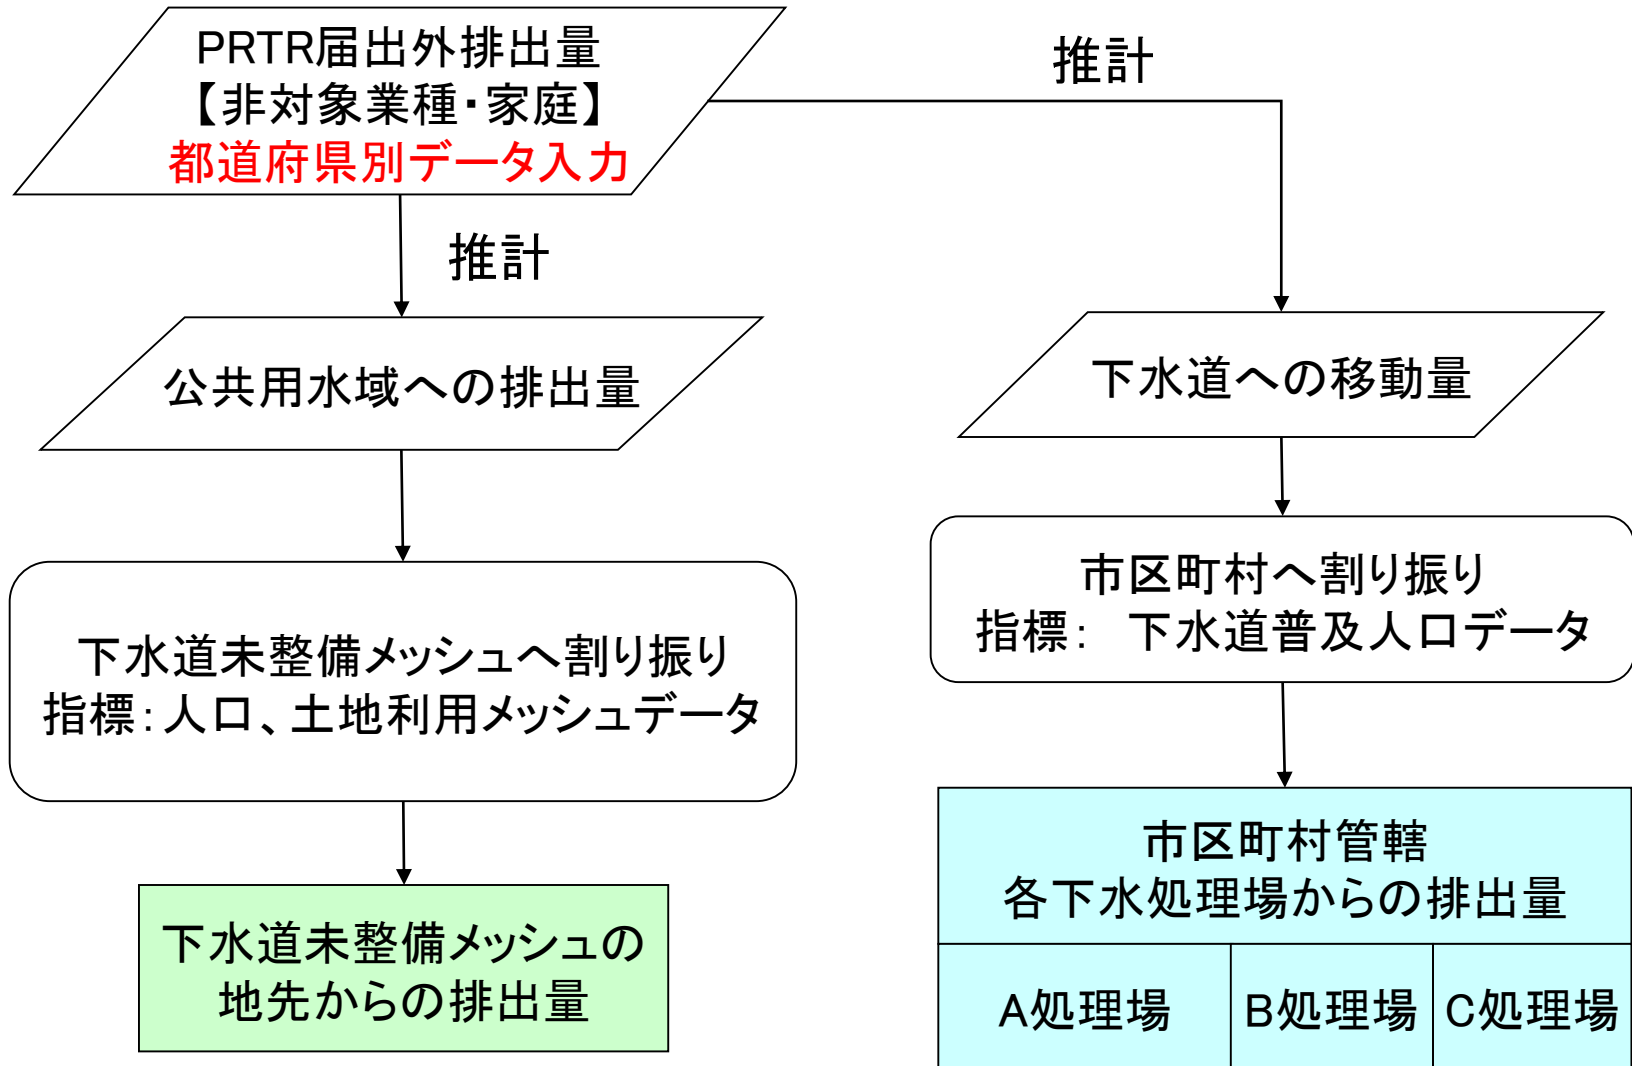 PRTR届出外排出量
【非対象業種・家庭】
都道府県別データ入力
推計
推計
公共用水域への排出量
下水道への移動量
下水道未整備メッシュへ割り振り
指標：人口、土地利用メッシュデータ
市区町村へ割り振り
指標：　下水道普及人口データ
下水道未整備メッシュの
地先からの排出量
市区町村管轄
各下水処理場からの排出量
A処理場
B処理場
C処理場